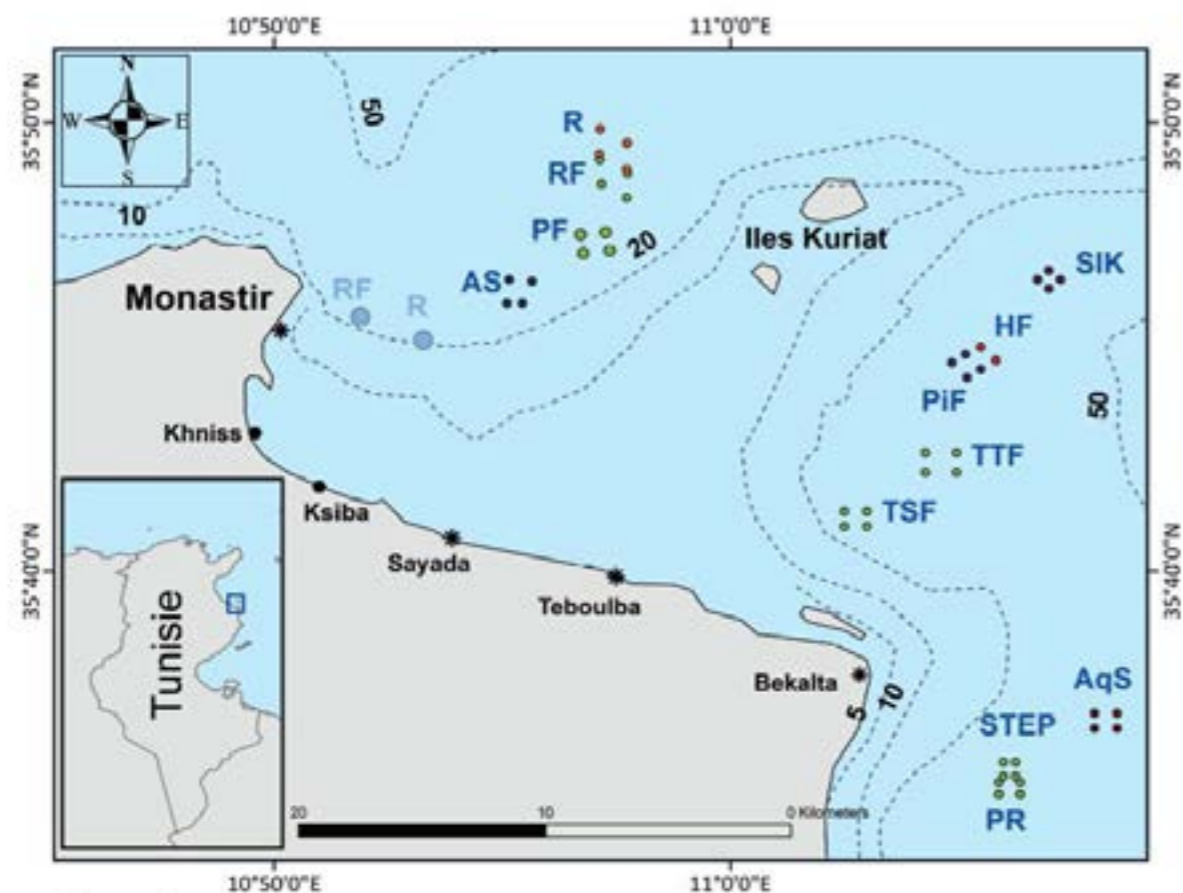 10°50'0"E 11°0'0"E
35°50'0"N 35°50'0"N
N
W E
S
50
10
R
RF
PF
20
AS
Iles Kuriat
SIK
HF
PiF
50
Monastir
RF
R
Khniss
Ksiba
Sayada
Teboulba
TTF
TSF
35°40'0"N 35°40'0"N
Tunisie
Bekalta
5
10
AqS
STEP
PR
20 10 0 Kilometers
10°50'0"E 11°0'0"E